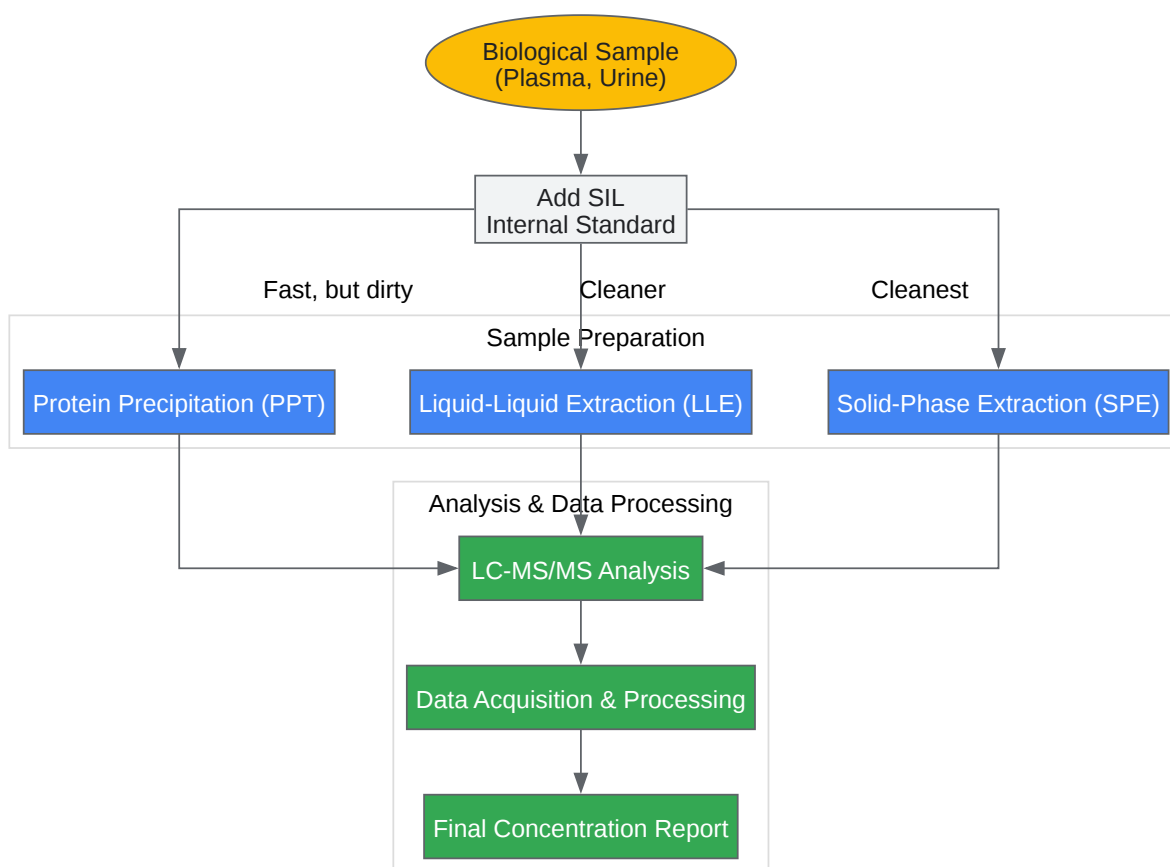 Biological Sample
(Plasma, Urine)
Add SIL
Internal Standard
Fast, but dirty
Cleaner
Cleanest
Sample Preparation
Protein Precipitation (PPT)
Liquid-Liquid Extraction (LLE)
Solid-Phase Extraction (SPE)
Analysis & Data Processing
LC-MS/MS Analysis
Data Acquisition & Processing
Final Concentration Report